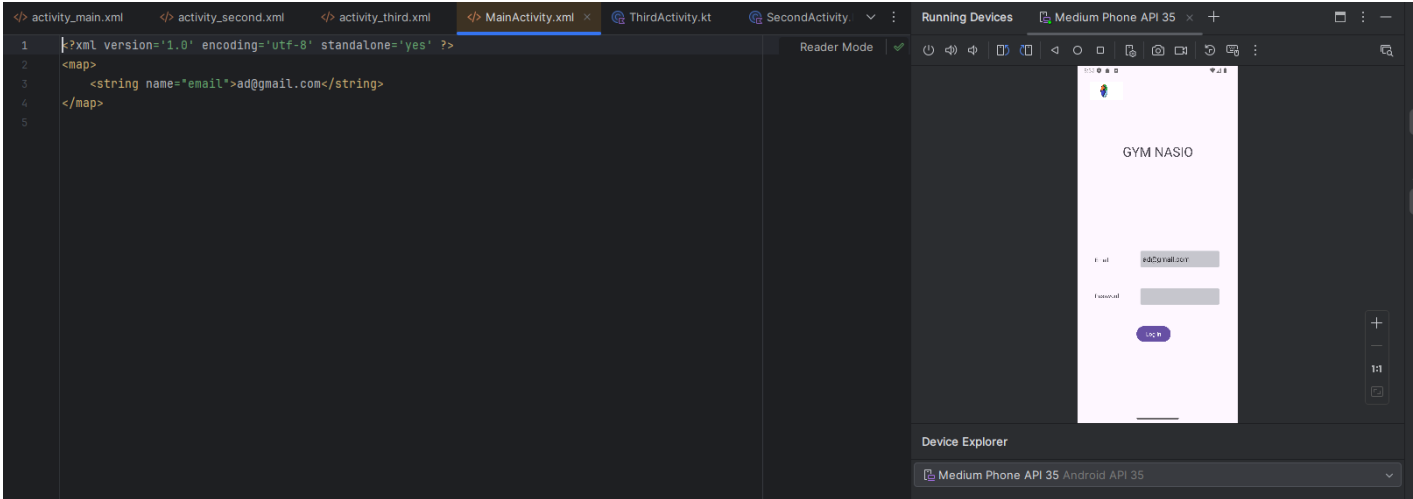 activity_main.xml activity_second.xml activity_third.xml MainActivity.xml ThirdActivity.kt SecondActivity.
1 <?xml version='1.0' encoding='utf-8' standalone='yes' ?>
2 <map>
3 <string name="email">ad@gmail.com</string>
4 </map>
5
Reader Mode
Running Devices Medium Phone API 35
GYM NASIO
ad@gmail.com
Password
Log in
1:1
Device Explorer
Medium Phone API 35 Android API 35